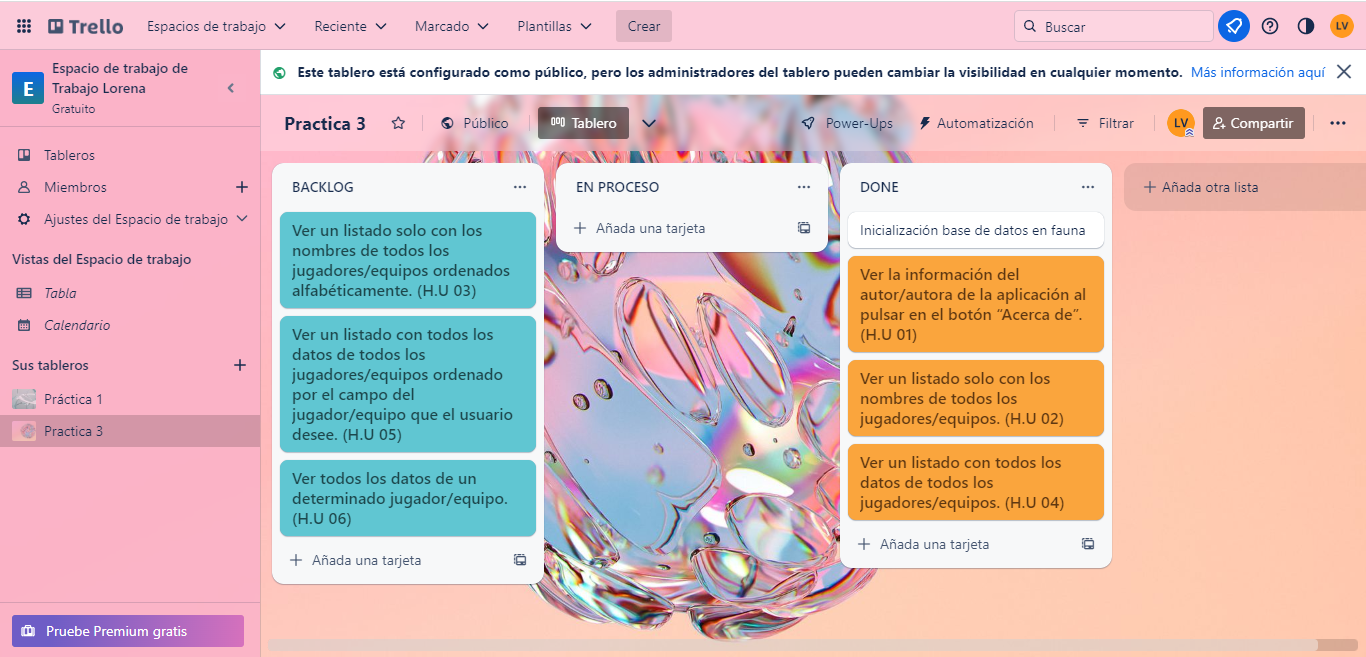 Trello
Espacios de trabajo
Reciente
Marcado
Plantillas
Crear
Buscar
LV
E
Espacio de trabajo de
Trabajo Lorena
Gratuito
Este tablero está configurado como público, pero los administradores del tablero pueden cambiar la visibilidad en cualquier momento. Más información aquí
Practica 3
Público
Tablero
Power-Ups
Automatización
Filtrar
LV
Compartir
Tableros
Miembros
Ajustes del Espacio de trabajo
Vistas del Espacio de trabajo
Tabla
Calendario
Sus tableros
Práctica 1
Practica 3
Pruebe Premium gratis
BACKLOG
Ver un listado solo con los
nombres de todos los
jugadores/equipos ordenados
alfabéticamente. (H.U 03)
Ver un listado con todos los
datos de todos los
jugadores/equipos ordenado
por el campo del
jugador/equipo que el usuario
desee. (H.U 05)
Ver todos los datos de un
determinado jugador/equipo.
(H.U 06)
Añada una tarjeta
EN PROCESO
Añada una tarjeta
DONE
Inicialización base de datos en fauna
Ver la información del
autor/autora de la aplicación al
pulsar en el botón “Acerca de”.
(H.U 01)
Ver un listado solo con los
nombres de todos los
jugadores/equipos. (H.U 02)
Ver un listado con todos los
datos de todos los
jugadores/equipos. (H.U 04)
Añada una tarjeta
Añada otra lista